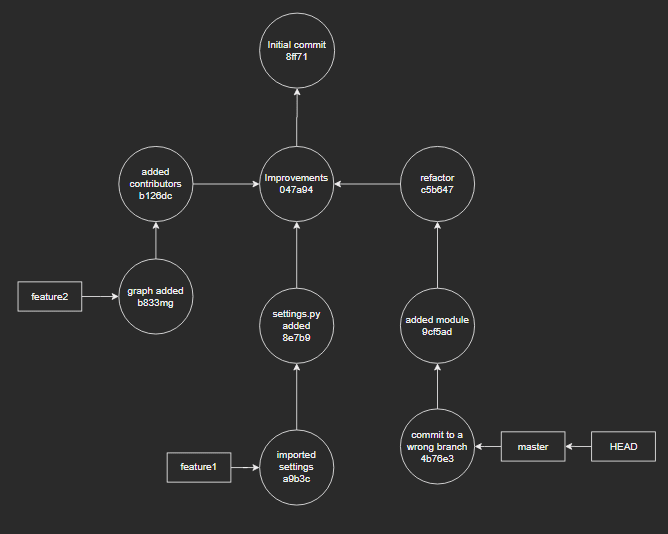 Initial commit
8ff71
added
contributors
b126dc
Improvements
047a94
refactor
c5b647
feature2
graph added
b833mg
settings.py
added
8e7b9
added module
9cf5ad
feature1
imported
settings
a9b3c
commit to a
wrong branch
4b76e3
master
HEAD